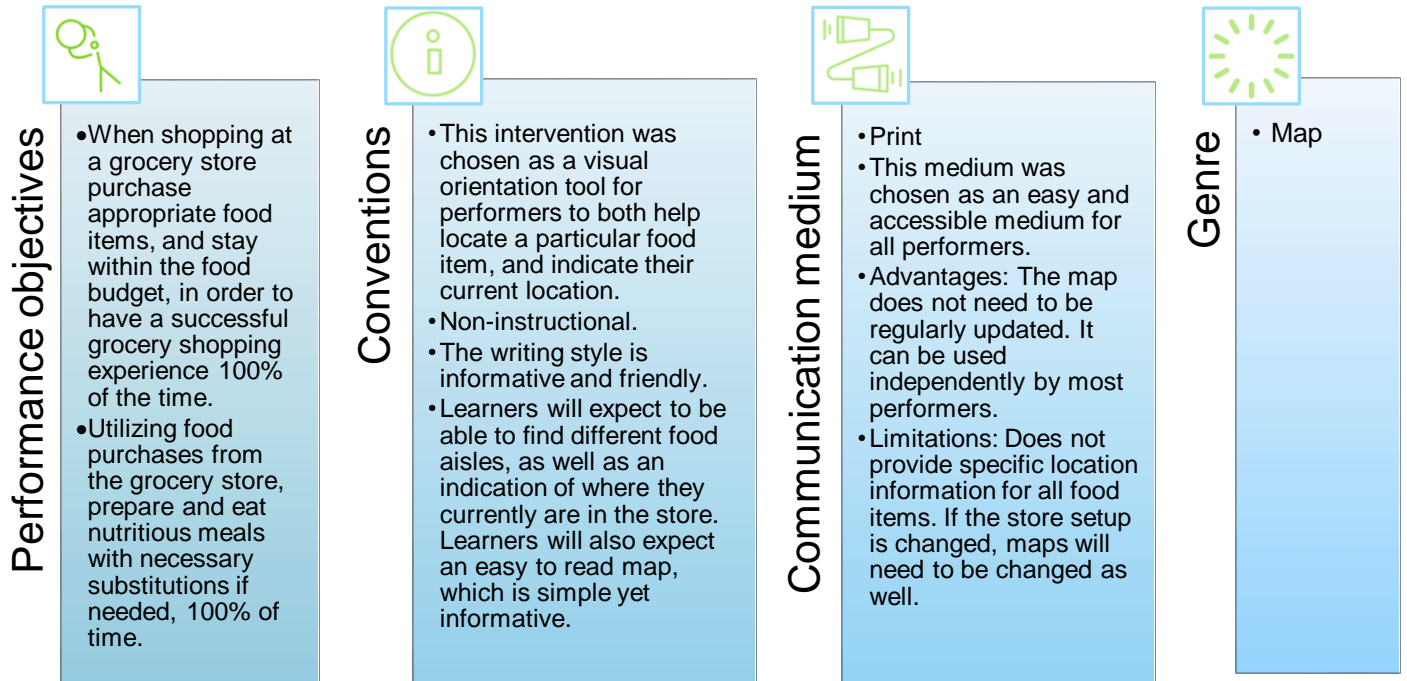 Performance objectives
•When shopping at
a grocery store
purchase
appropriate food
items, and stay
within the food
budget, in order to
have a successful
grocery shopping
experience 100%
of the time.
•Utilizing food
purchases from
the grocery store,
prepare and eat
nutritious meals
with necessary
substitutions if
needed, 100% of
time.
Conventions
•This intervention was
chosen as a visual
orientation tool for
performers to both help
locate a particular food
item, and indicate their
current location.
•Non-instructional.
•The writing style is
informative and friendly.
•Learners will expect to be
able to find different food
aisles, as well as an
indication of where they
currently are in the store.
Learners will also expect
an easy to read map,
which is simple yet
informative.
Communication medium
•Print
•This medium was
chosen as an easy and
accessible medium for
all performers.
•Advantages: The map
does not need to be
regularly updated. It
can be used
independently by most
performers.
•Limitations: Does not
provide specific location
information for all food
items. If the store setup
is changed, maps will
need to be changed as
well.
Genre
• Map